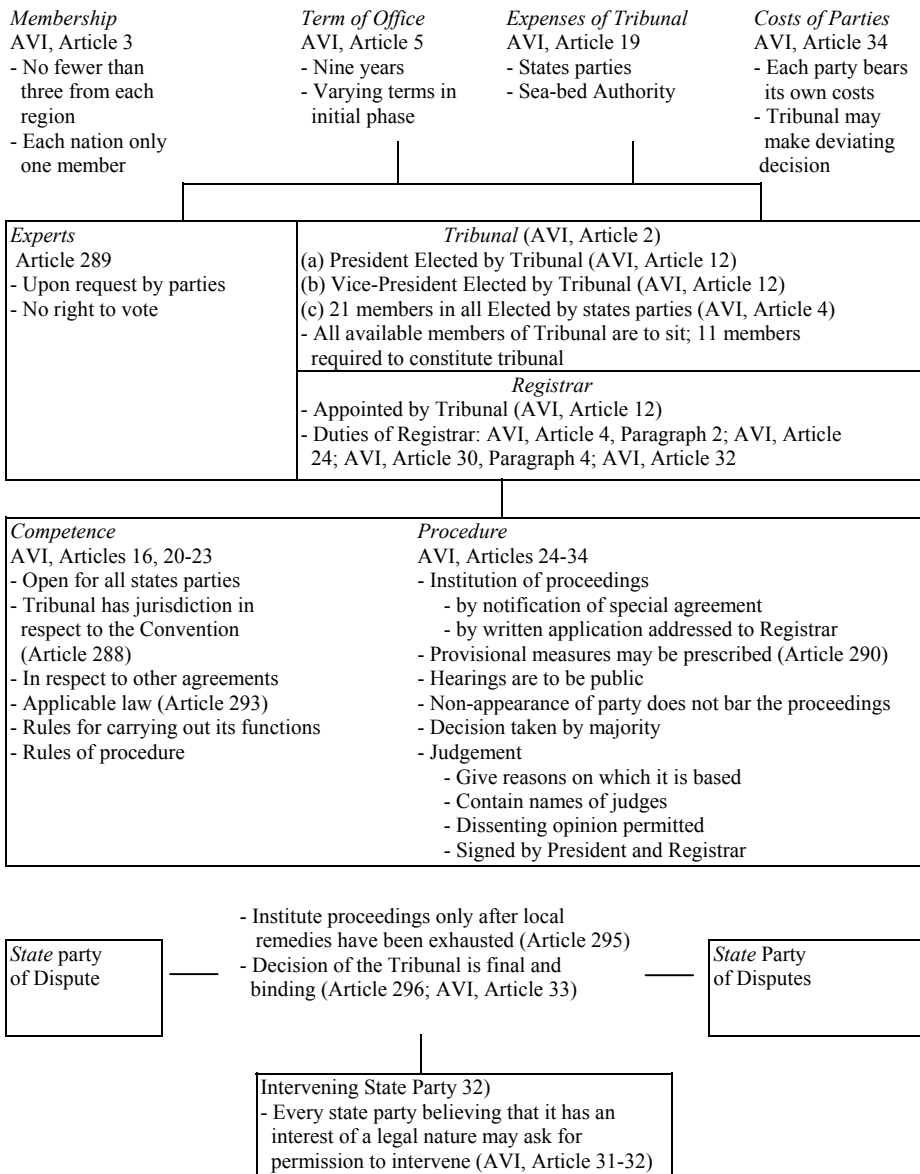 Membership
AVI, Article 3
- No fewer than
three from each
region
- Each nation only
one member
Term of Office
AVI, Article 5
- Nine years
- Varying terms in
initial phase
Expenses of Tribunal
AVI, Article 19
- States parties
- Sea-bed Authority
Costs of Parties
AVI, Article 34
- Each party bears
its own costs
- Tribunal may
make deviating
decision
Experts
Article 289
- Upon request by parties
- No right to vote
Tribunal (AVI, Article 2)
(a) President Elected by Tribunal (AVI, Article 12)
(b) Vice-President Elected by Tribunal (AVI, Article 12)
(c) 21 members in all Elected by states parties (AVI, Article 4)
- All available members of Tribunal are to sit; 11 members
required to constitute tribunal
Registrar
- Appointed by Tribunal (AVI, Article 12)
- Duties of Registrar: AVI, Article 4, Paragraph 2; AVI, Article
24; AVI, Article 30, Paragraph 4; AVI, Article 32
Competence
AVI, Articles 16, 20-23
- Open for all states parties
- Tribunal has jurisdiction in
respect to the Convention
(Article 288)
- In respect to other agreements
- Applicable law (Article 293)
- Rules for carrying out its functions
- Rules of procedure
Procedure
AVI, Articles 24-34
- Institution of proceedings
- by notification of special agreement
- by written application addressed to Registrar
- Provisional measures may be prescribed (Article 290)
- Hearings are to be public
- Non-appearance of party does not bar the proceedings
- Decision taken by majority
- Judgement
- Give reasons on which it is based
- Contain names of judges
- Dissenting opinion permitted
- Signed by President and Registrar
State party
of Dispute
- Institute proceedings only after local
remedies have been exhausted (Article 295)
- Decision of the Tribunal is final and
binding (Article 296; AVI, Article 33)
State Party
of Disputes
Intervening State Party 32)
- Every state party believing that it has an
interest of a legal nature may ask for
permission to intervene (AVI, Article 31-32)